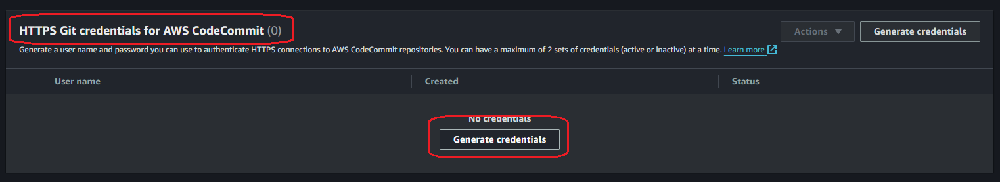 HTTPS Git credentials for AWS CodeCommit (0)
Actions ▼
Generate credentials
Generate a user name and password you can use to authenticate HTTPS connections to AWS CodeCommit repositories. You can have a maximum of 2 sets of credentials (active or inactive) at a time. Learn more
User name
Created
Status
No credentials
Generate credentials